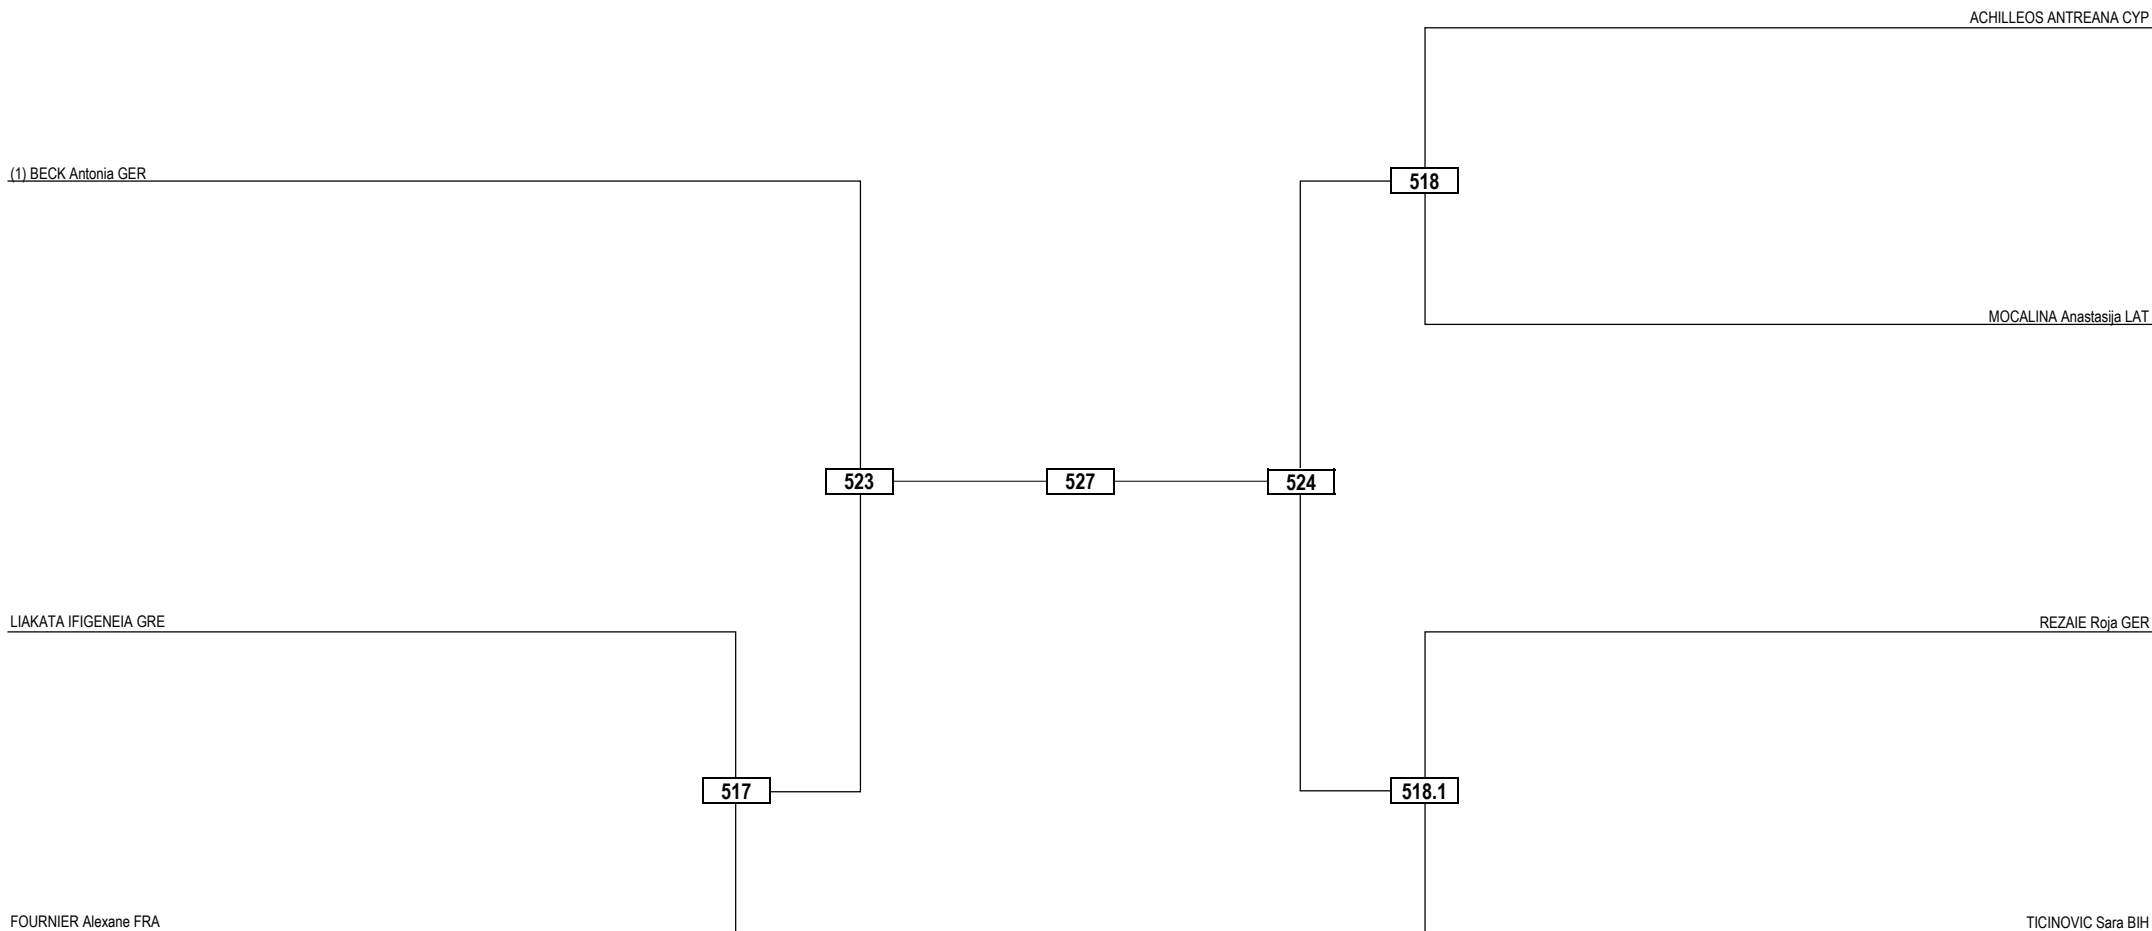 ACHILLEOS ANTREANA CYP
(1) BECK Antonia GER
518
MOCALINA Anastasija LAT
523
527
524
LIAKATA IFIGENEIA GRE
REZAIE Roja GER
517
518.1
FOURNIER Alexane FRA
TICINOVIC Sara BIH